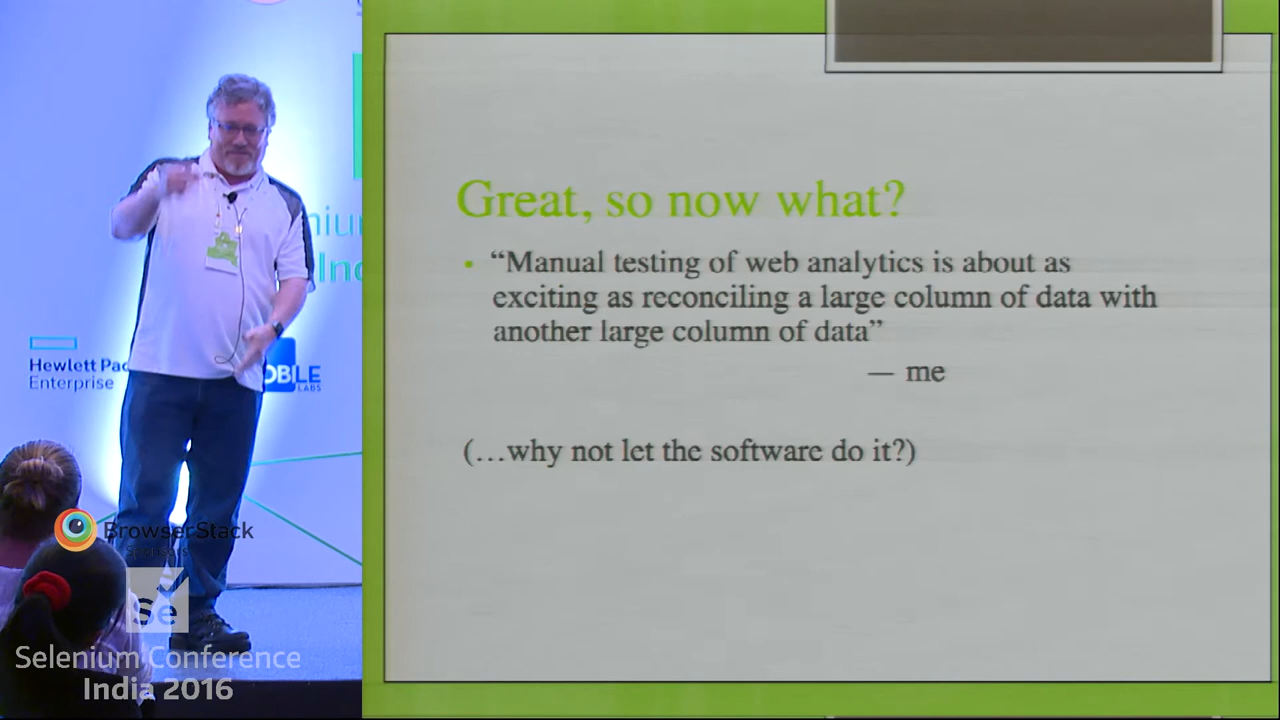 Great, so now what?
• “Manual testing of web analytics is about as
exciting as reconciling a large column of data with
another large column of data”
— me
(…why not let the software do it?)
Hewlett
Enterprise
LABS
BrowserStack
Se
Selenium Conference
India 2016